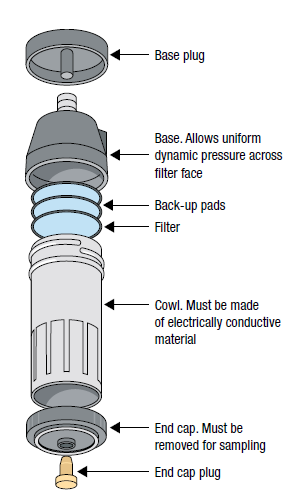 Base plug
Base. Allows uniform
dynamic pressure across
filter face
Back-up pads
Filter
Cowl. Must be made
of electrically conductive
material
End cap. Must be
removed for sampling
End cap plug